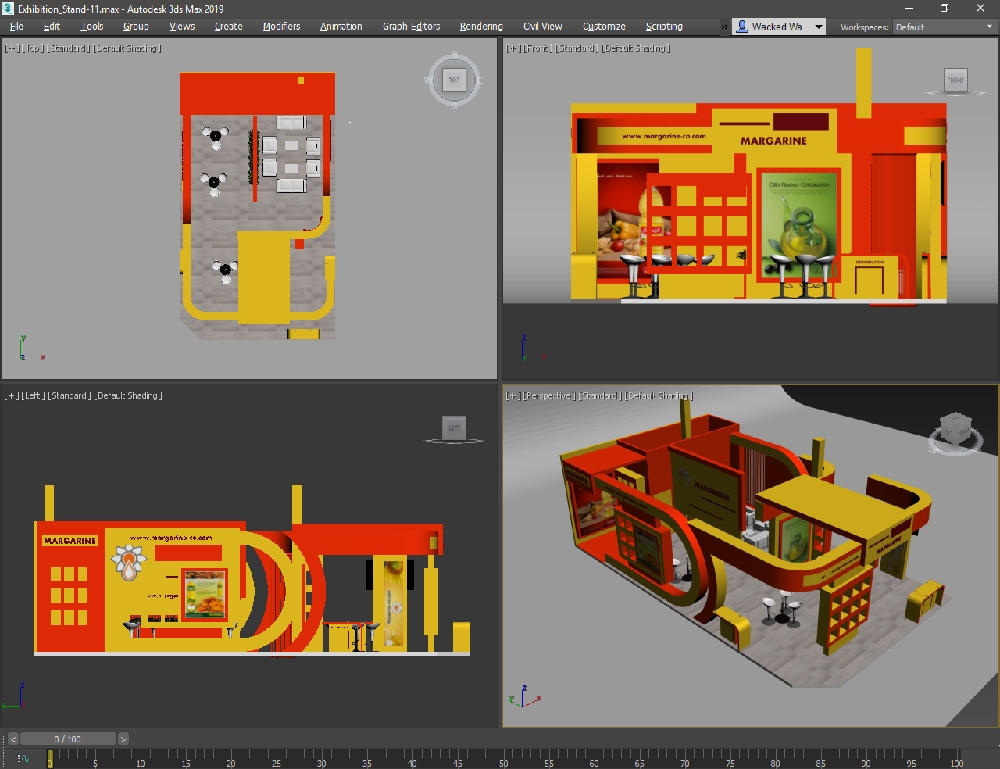 Exhibition_Stand-11.max - Autodesk 3ds Max 2019
File Edit Tools Group Views Create Modifiers Animation Graph Editors Rendering Civil View Customize Scripting » Wacked Wa Workspaces: Default
[+] [Top] [Standard] [Default Shading]
N
W TOP
y
z x
[+] [Front] [Standard] [Default Shading]
FRONT
www.margarine-co.com
MARGARINE
Olio Nuovo
z
[+] [Left] [Standard] [Default Shading]
LEFT
MARGARINE
www.margarine-co.com
z
y
[+] [Perspective] [Standard] [Default Shading]
MARGARINE
z
y x
< 0 / 100 >
0 5 10 15 20 25 30 35 40 45 50 55 60 65 70 75 80 85 90 95 100